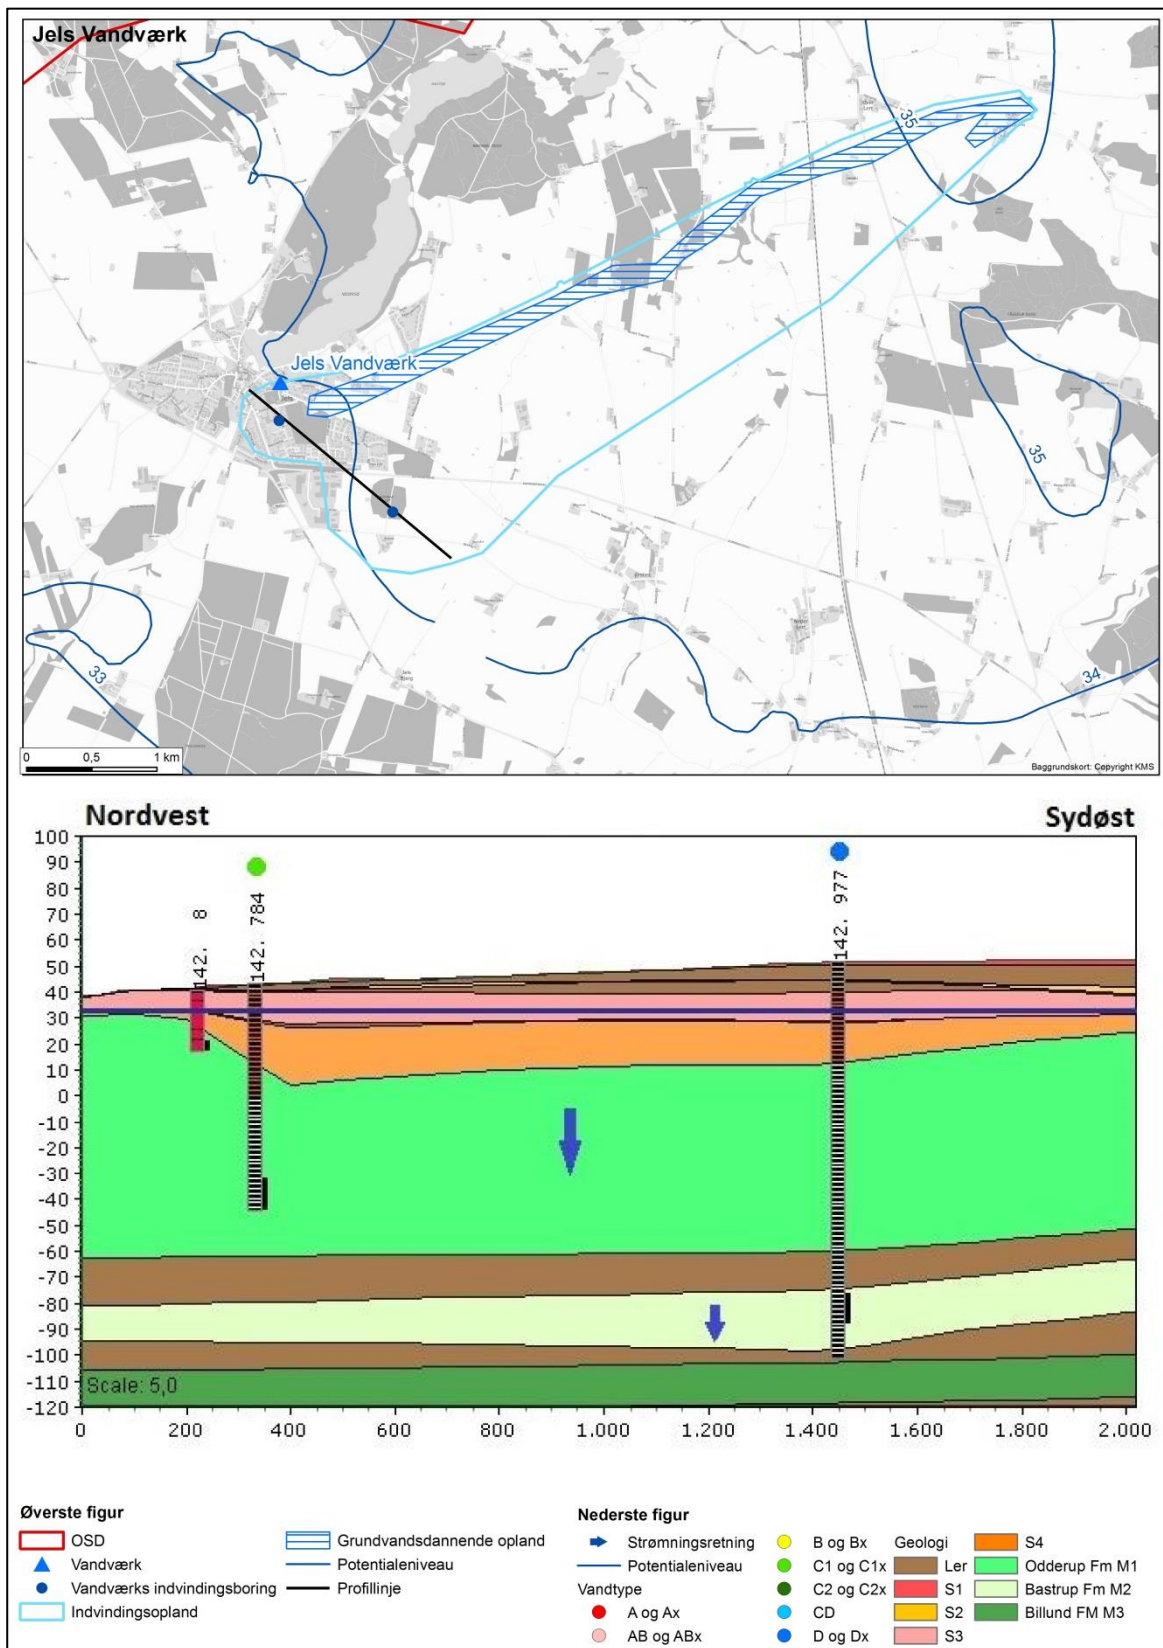 Jels Vandværk
35
Jels Vandværk
35
34
33
0 0,5 1 km
Baggrundskort: Copyright KMS
Nordvest
Sydøst
100
90
80
70
60
50
40
30
20
10
0
-10
-20
-30
-40
-50
-60
-70
-80
-90
-100
-110
-120
142. 8
142. 784
142. 977
Scale: 5,0
0 200 400 600 800 1.000 1.200 1.400 1.600 1.800 2.000
Øverste figur
OSD
Vandværk
Vandværks indvindingsboring
Indvindingsopland
Grundvandsdannende opland
Potentialeniveau
Profillinje
Nederste figur
Strømningsretning
Potentialeniveau
Vandtype
A og Ax
AB og ABx
B og Bx
C1 og C1x
C2 og C2x
CD
D og Dx
Geologi
Ler
S1
S2
S3
S4
Odderup Fm M1
Bastrup Fm M2
Billund FM M3